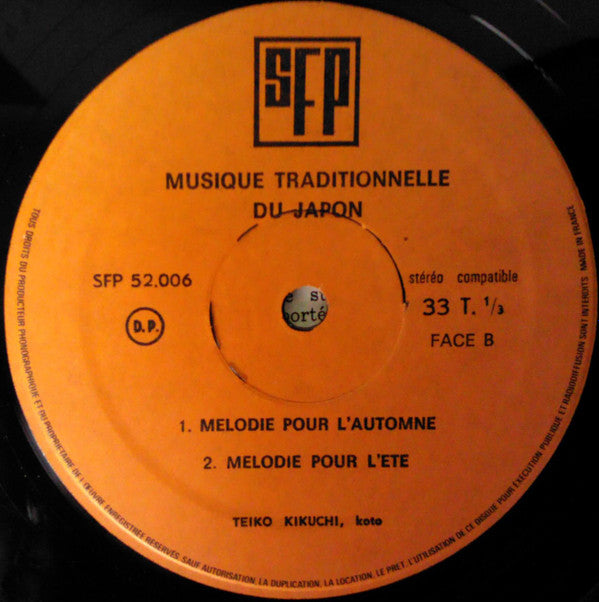 SFP
MUSIQUE TRADITIONNELLE
DU JAPON
SFP 52.006
stéréo compatible
33 T. 1/3
D.P.
FACE B
1. MELODIE POUR L'AUTOMNE
2. MELODIE POUR L'ETE
TEIKO KIKUCHI, koto
TOUS DROITS DU PRODUCTEUR PHONOGRAPHIQUE ET DU PROPRIETAIRE DE L'ŒUVRE ENREGISTREE RESERVES. SAUF AUTORISATION, LA DUPLICATION, LA LOCATION, LE PRET, L'UTILISATION DE CE DISQUE POUR EXECUTION PUBLIQUE ET RADIODIFFUSION SONT INTERDITS MADE IN FRANCE